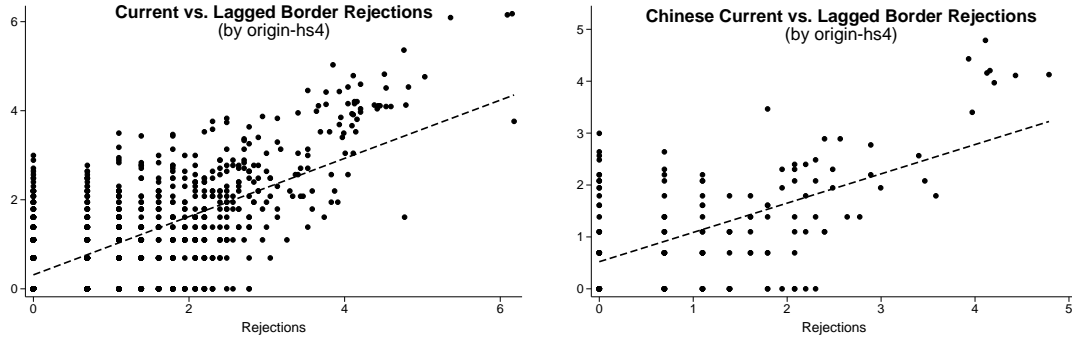 Current vs. Lagged Border Rejections
(by origin-hs4)
6
4
2
0
0 2 4 6
Rejections
Chinese Current vs. Lagged Border Rejections
(by origin-hs4)
5
4
3
2
1
0
0 1 2 3 4 5
Rejections